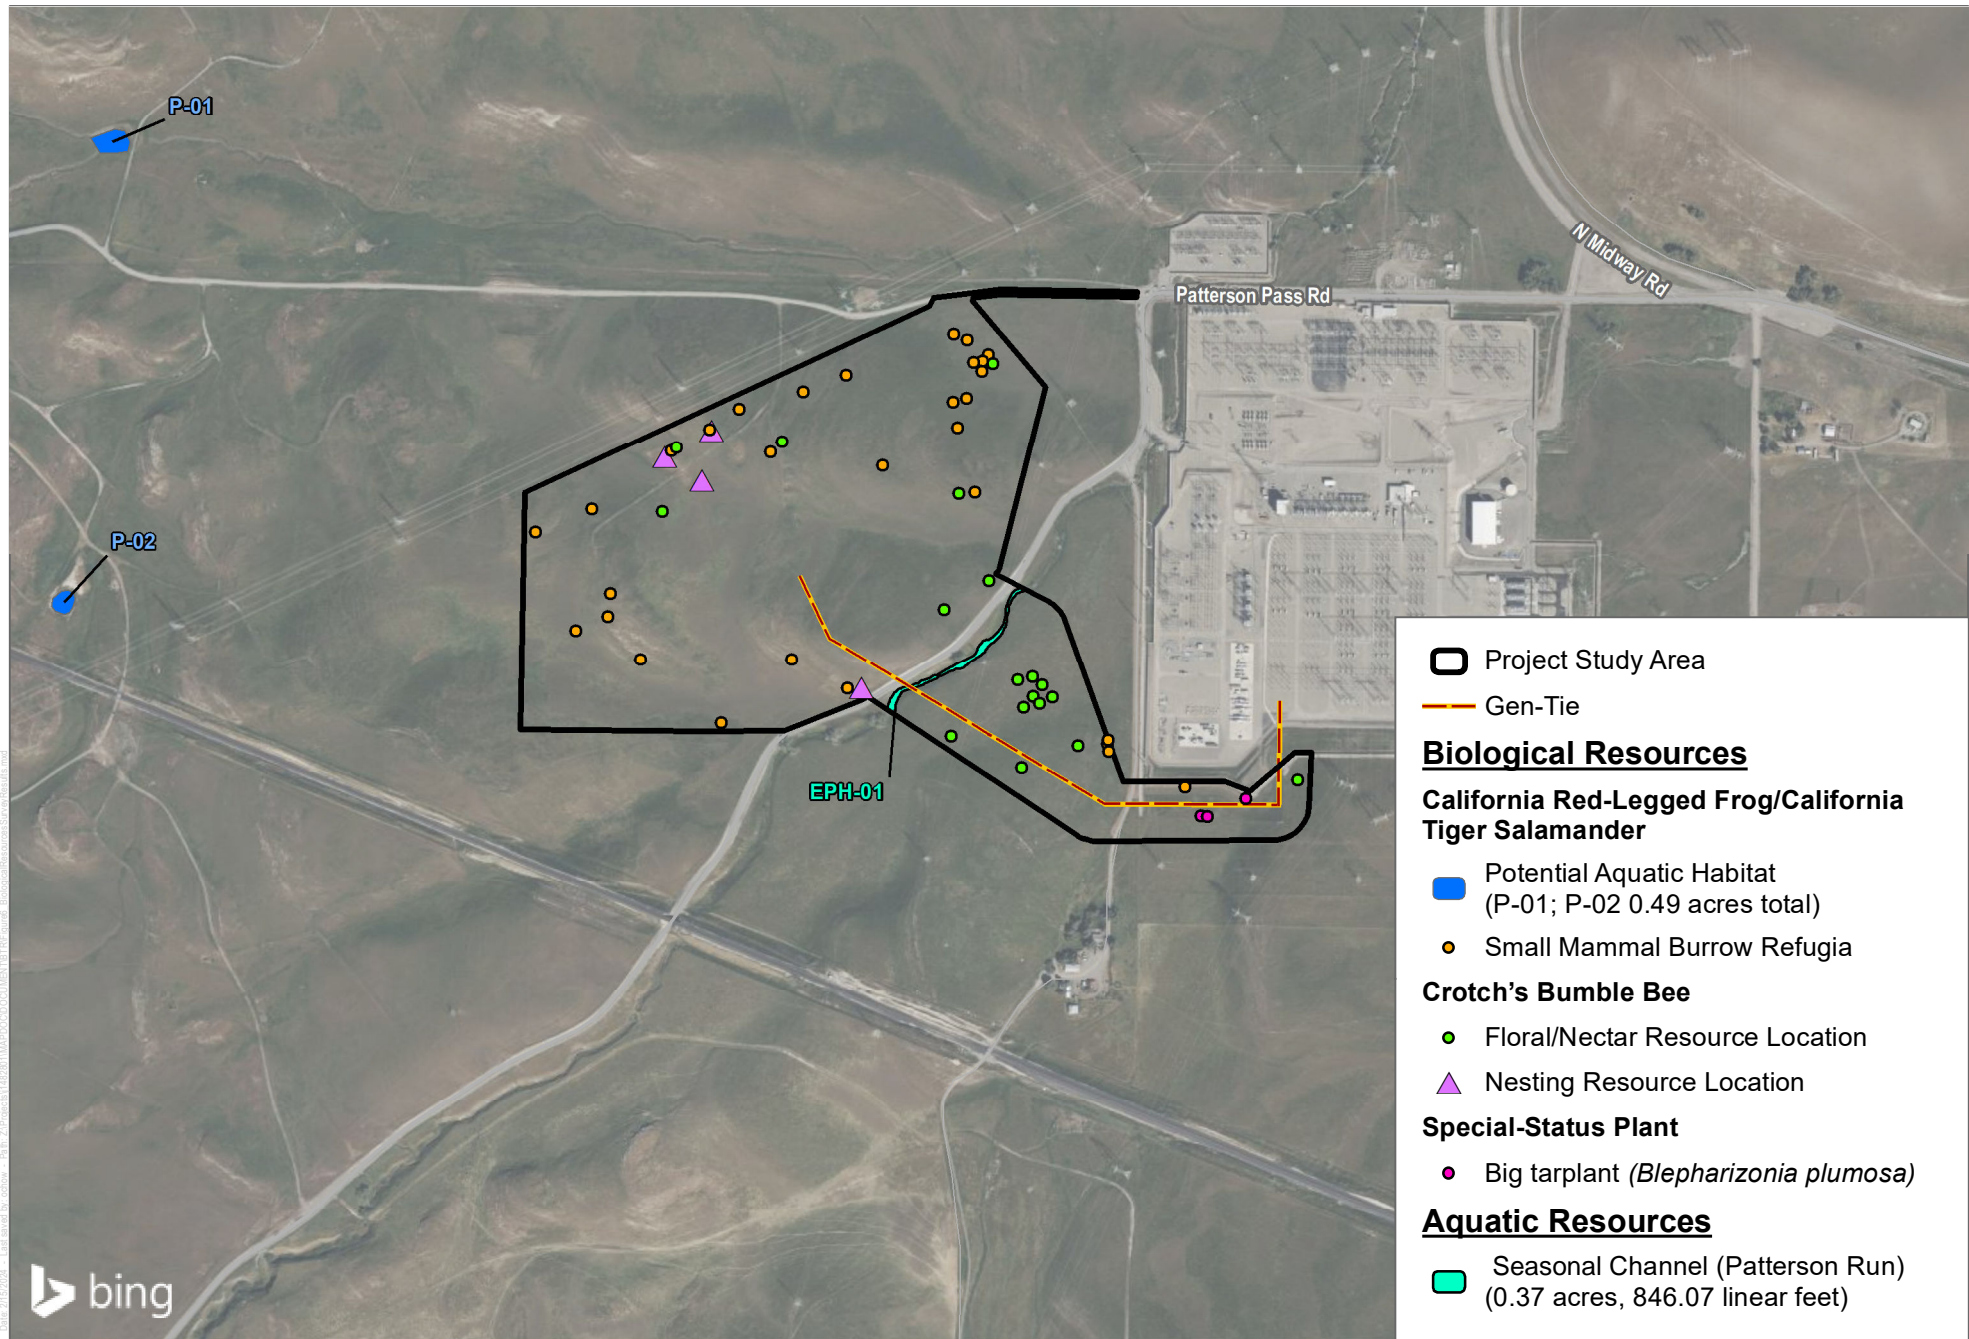 P-01
N Midway Rd
Patterson Pass Rd
P-02
EPH-01
Project Study Area
Gen-Tie
Biological Resources
California Red-Legged Frog/California
Tiger Salamander
Potential Aquatic Habitat
(P-01; P-02 0.49 acres total)
Small Mammal Burrow Refugia
Crotch’s Bumble Bee
Floral/Nectar Resource Location
Nesting Resource Location
Special-Status Plant
Big tarplant (Blepharizonia plumosa)
Aquatic Resources
Seasonal Channel (Patterson Run)
(0.37 acres, 846.07 linear feet)
bing